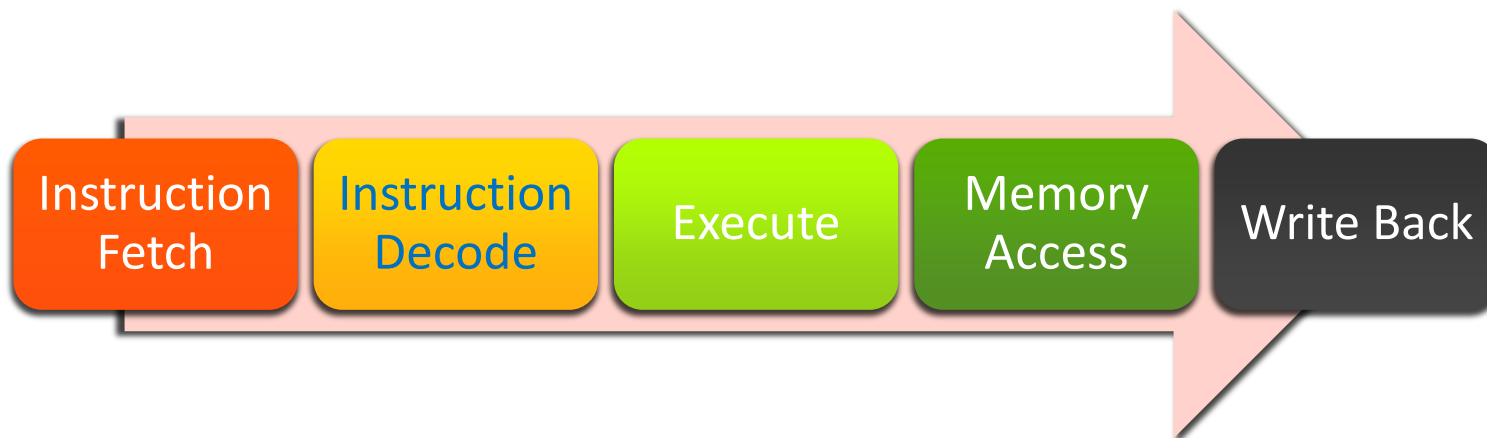 Instruction
Fetch
Instruction
Decode
Execute
Memory
Access
Write Back